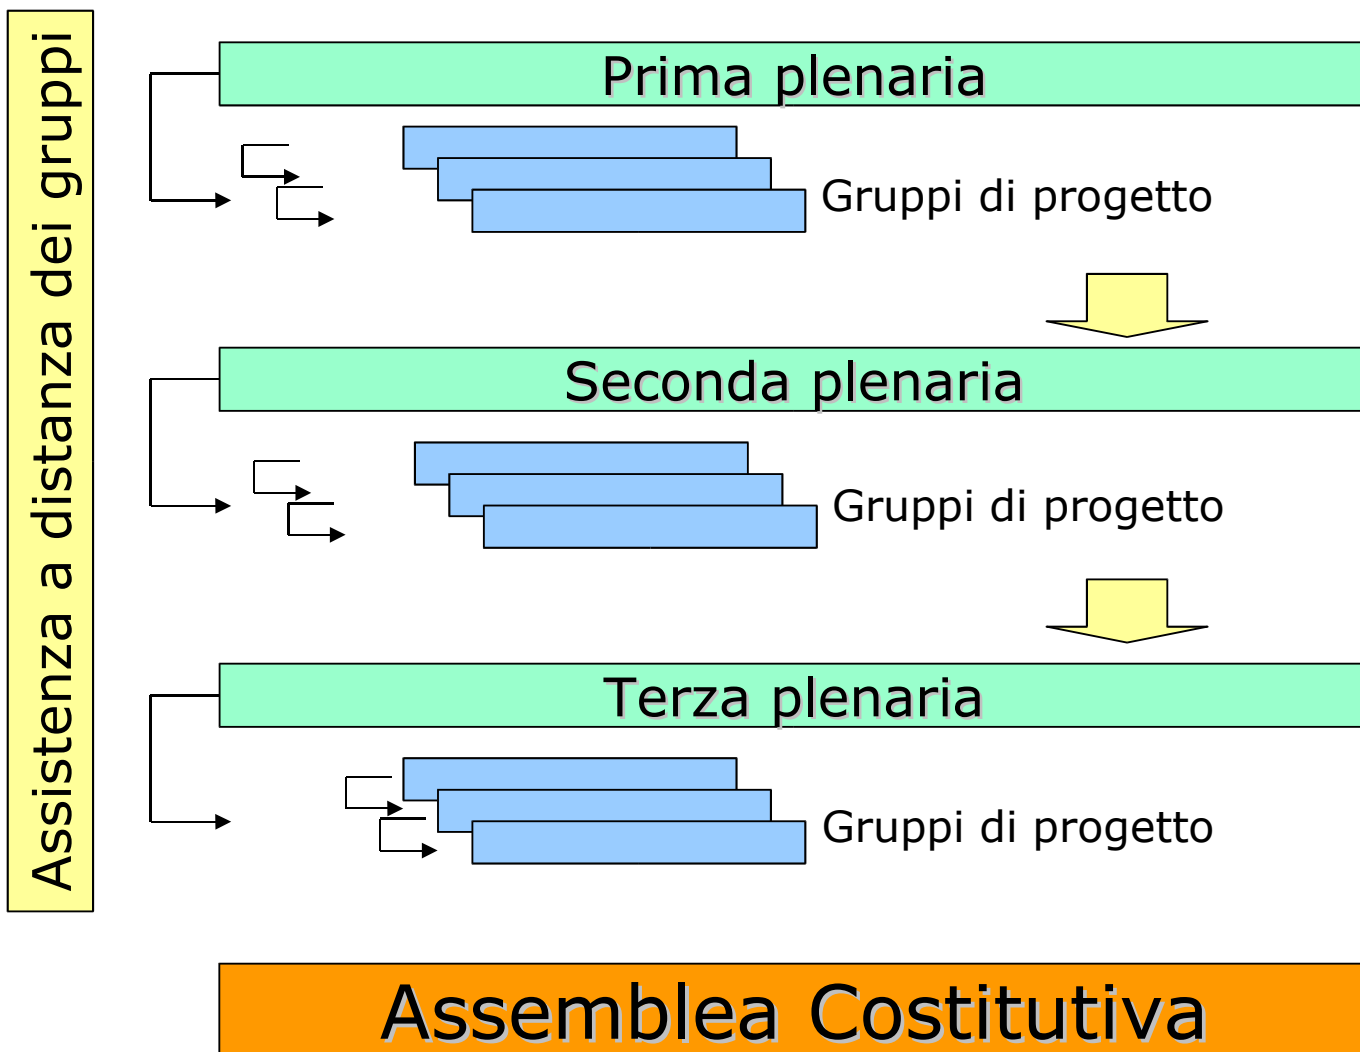 Assistenza a distanza dei gruppi
Prima plenaria
Gruppi di progetto
Seconda plenaria
Gruppi di progetto
Terza plenaria
Gruppi di progetto
Assemblea Costitutiva